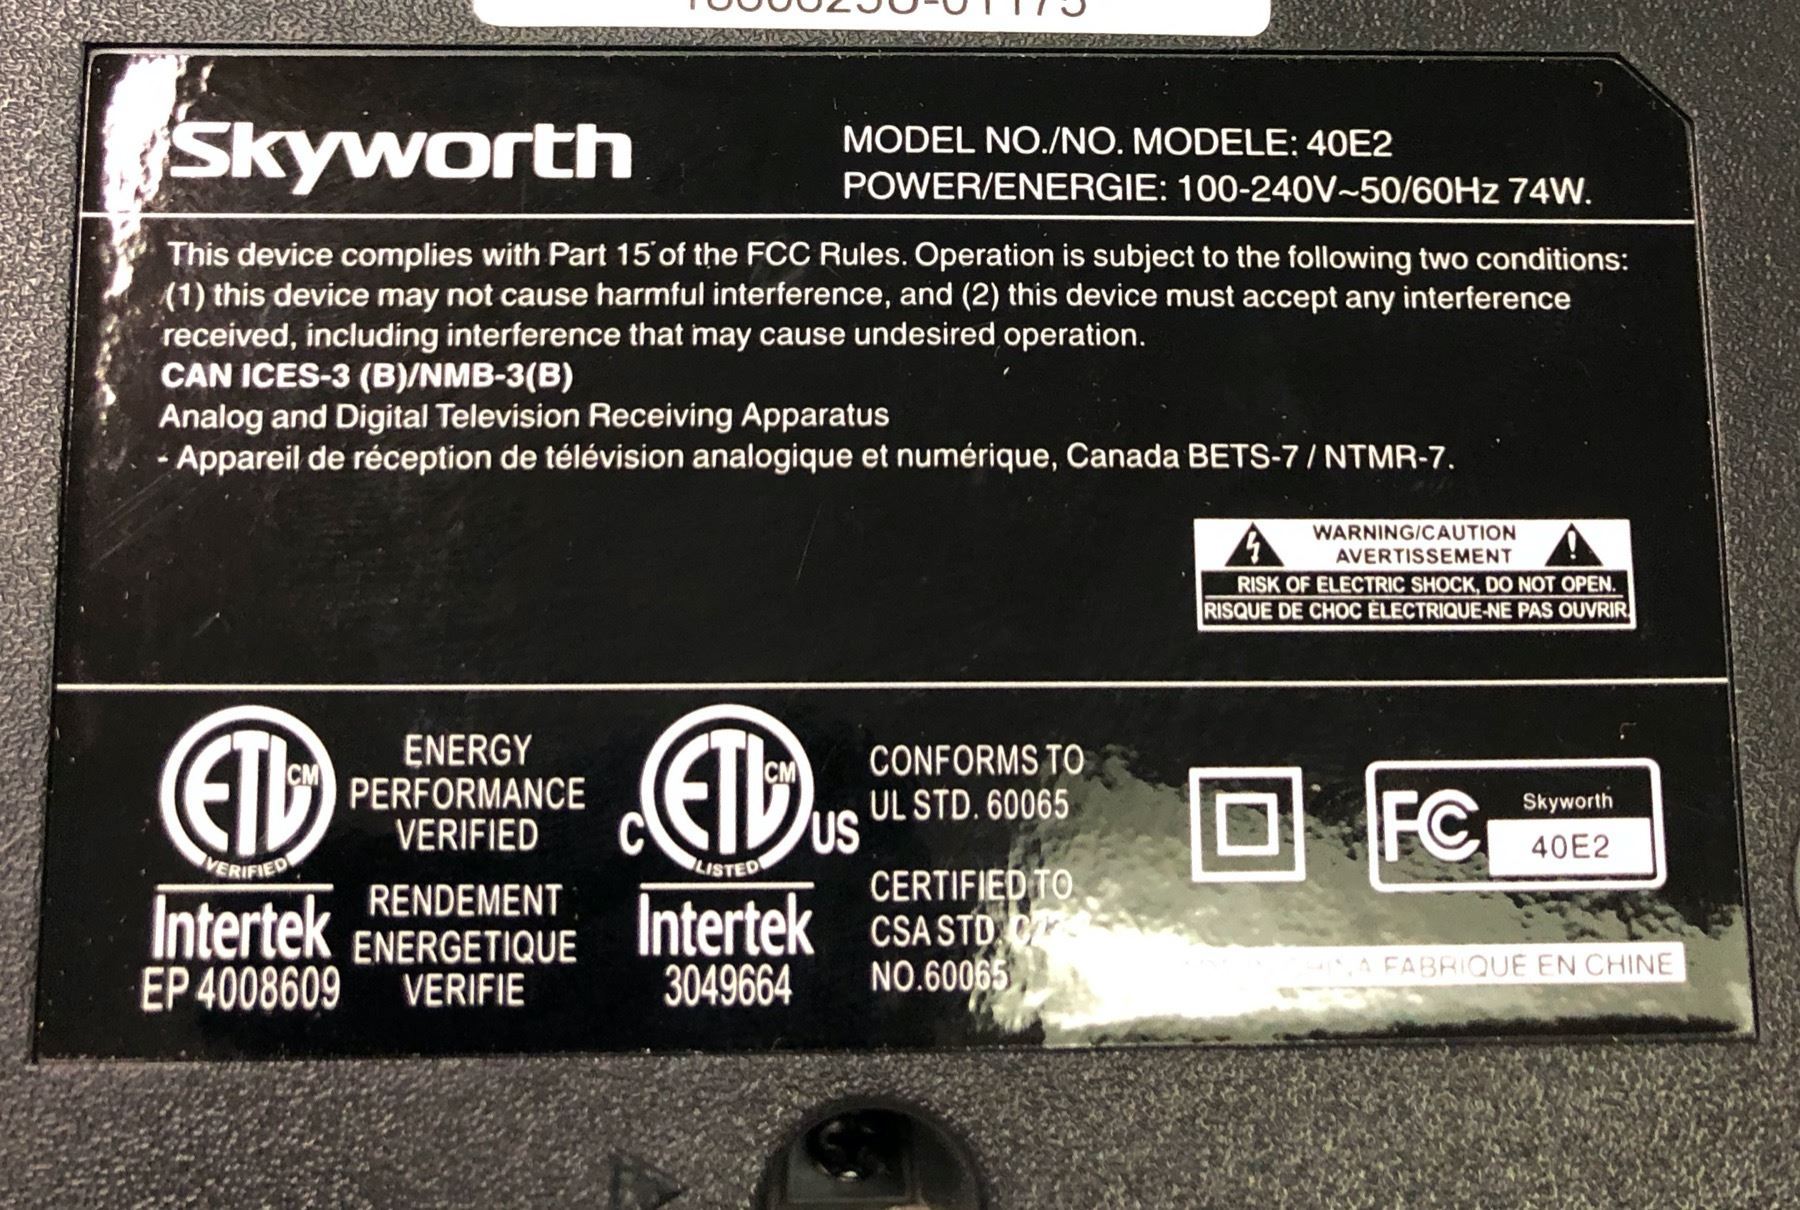 Skyworth
MODEL NO./NO. MODELE: 40E2
POWER/ENERGIE: 100-240V~50/60Hz 74W.
This device complies with Part 15 of the FCC Rules. Operation is subject to the following two conditions:
(1) this device may not cause harmful interference, and (2) this device must accept any interference
received, including interference that may cause undesired operation.
CAN ICES-3 (B)/NMB-3(B)
Analog and Digital Television Receiving Apparatus
- Appareil de réception de télévision analogique et numérique, Canada BETS-7 / NTMR-7.
WARNING/CAUTION
AVERTISSEMENT
RISK OF ELECTRIC SHOCK, DO NOT OPEN.
RISQUE DE CHOC ÉLECTRIQUE-NE PAS OUVRIR.
ETL CM
VERIFIED
Intertek
EP 4008609
ENERGY
PERFORMANCE
VERIFIED
RENDEMENT
ENERGETIQUE
VERIFIE
C ETL CM US
LISTED
Intertek
3049664
CONFORMS TO
UL STD. 60065
CERTIFIED TO
CSA STD.
NO.60065
FC
Skyworth
40E2
FABRIQUÉ EN CHINE